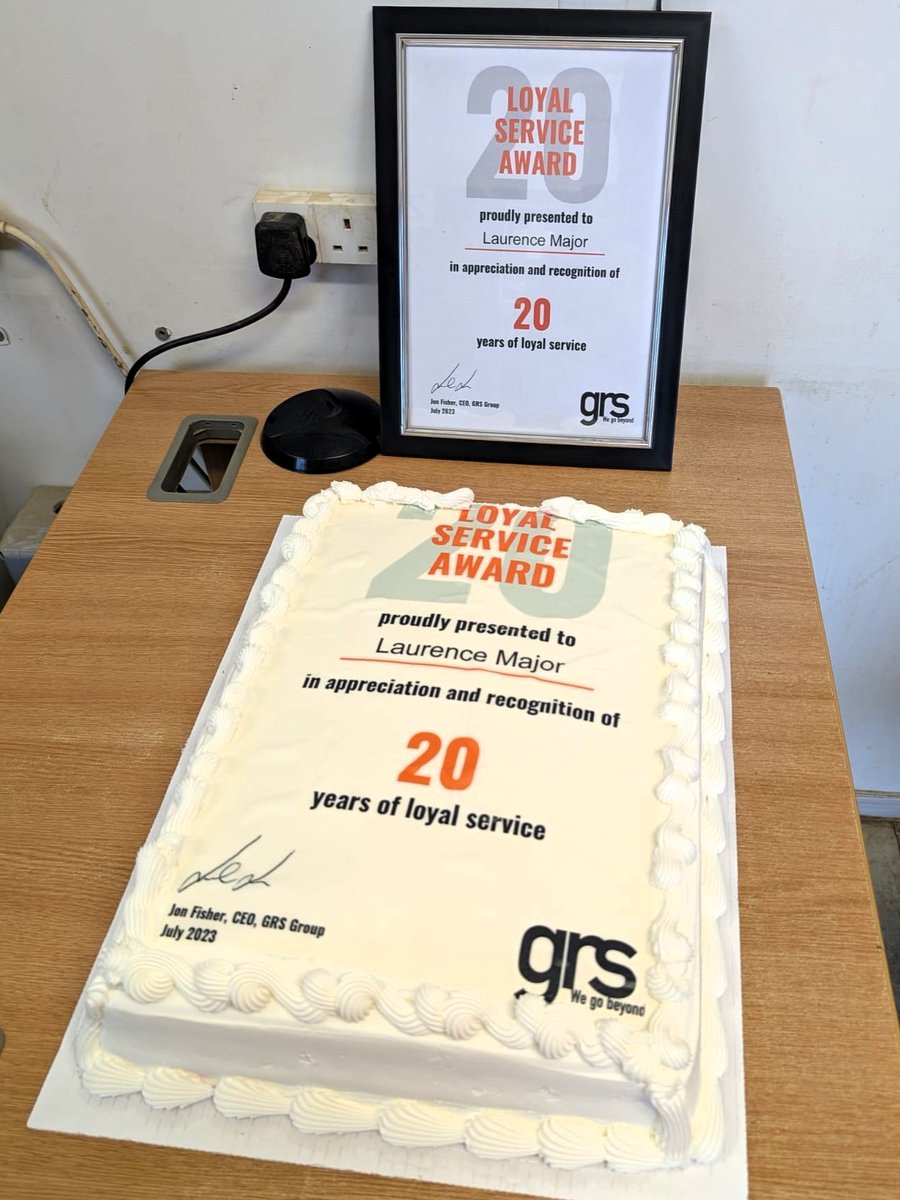 20
LOYAL
SERVICE
AWARD
proudly presented to
Laurence Major
in appreciation and recognition of
20
years of loyal service
Jon Fisher, CEO, GRS Group
July 2023
grs
We go beyond
20
LOYAL
SERVICE
AWARD
proudly presented to
Laurence Major
in appreciation and recognition of
20
years of loyal service
Jon Fisher, CEO, GRS Group
July 2023
grs
We go beyond